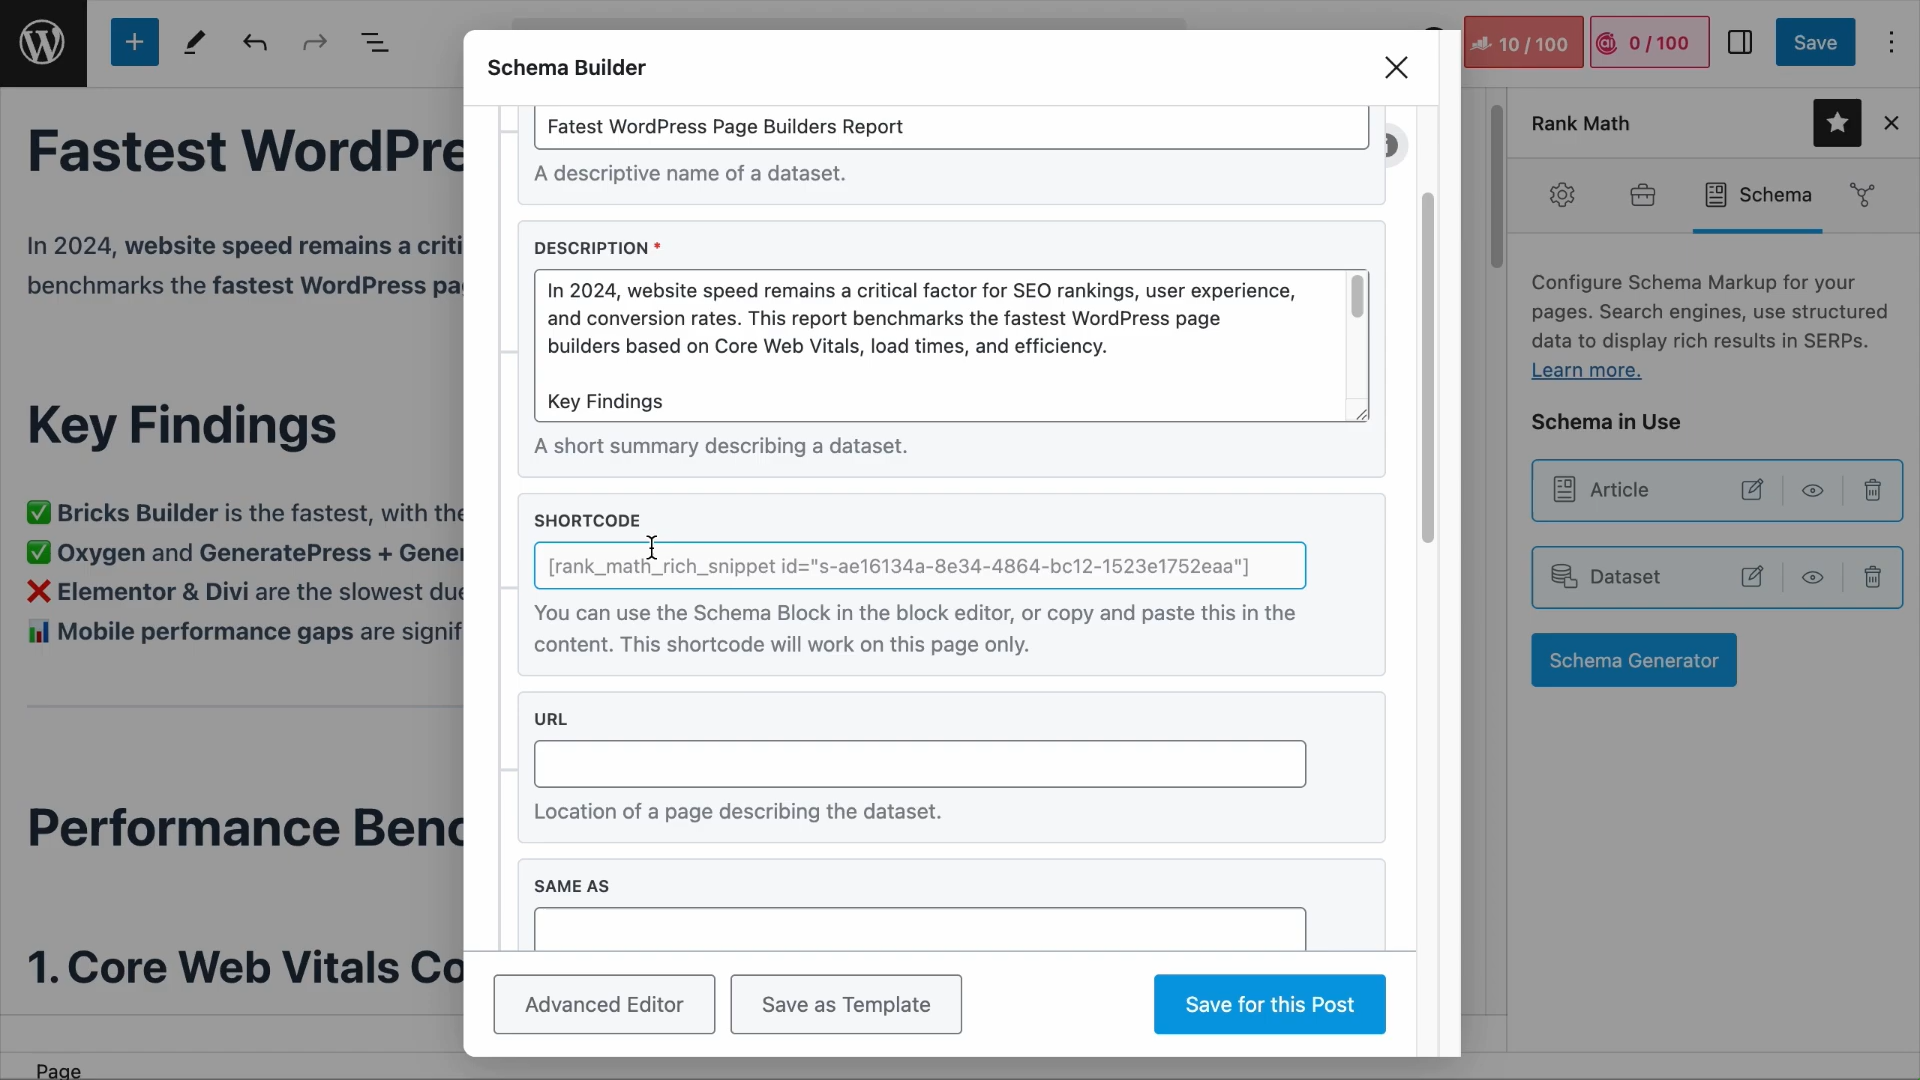 Schema Builder
10 / 100
0 / 100
Save
Fastest WordPre
In 2024, website speed remains a criti
benchmarks the fastest WordPress pa
Key Findings
✅ Bricks Builder is the fastest, with the
✅ Oxygen and GeneratePress + Gener
❌ Elementor & Divi are the slowest due
📊 Mobile performance gaps are signif
Performance Benc
1. Core Web Vitals Co
Page
Fatest WordPress Page Builders Report
A descriptive name of a dataset.
DESCRIPTION *
In 2024, website speed remains a critical factor for SEO rankings, user experience,
and conversion rates. This report benchmarks the fastest WordPress page
builders based on Core Web Vitals, load times, and efficiency.
Key Findings
A short summary describing a dataset.
SHORTCODE
[rank_math_rich_snippet id="s-ae16134a-8e34-4864-bc12-1523e1752eaa"]
You can use the Schema Block in the block editor, or copy and paste this in the
content. This shortcode will work on this page only.
URL
Location of a page describing the dataset.
SAME AS
Advanced Editor
Save as Template
Save for this Post
Rank Math
Schema
Configure Schema Markup for your
pages. Search engines, use structured
data to display rich results in SERPs.
Learn more.
Schema in Use
Article
Dataset
Schema Generator